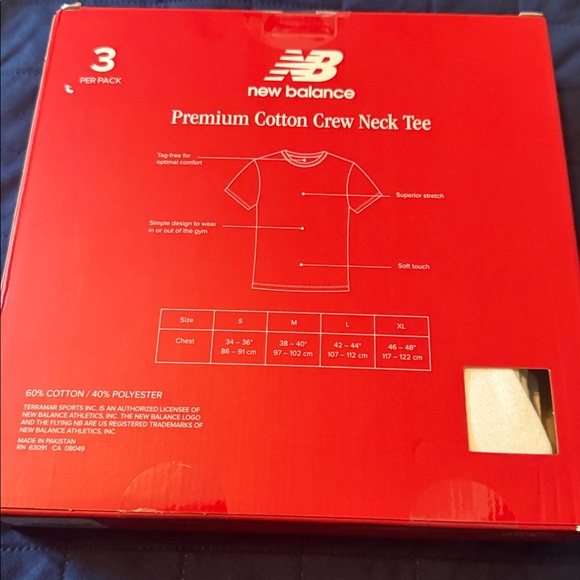 3
PER PACK
NB
new balance
Premium Cotton Crew Neck Tee
Tag-free for
optimal comfort
Superior stretch
Simple design to wear
in or out of the gym
Soft touch
Size S M L XL
Chest 34 – 36" 38 – 40" 42 – 44" 46 – 48"
86 – 91 cm 97 – 102 cm 107 – 112 cm 117 – 122 cm
60% COTTON / 40% POLYESTER
TERRAMAR SPORTS INC. IS AN AUTHORIZED LICENSEE OF
NEW BALANCE ATHLETICS, INC. THE NEW BALANCE LOGO
AND THE FLYING NB ARE US REGISTERED TRADEMARKS OF
NEW BALANCE ATHLETICS, INC.
MADE IN PAKISTAN
RN 63091 CA 08049